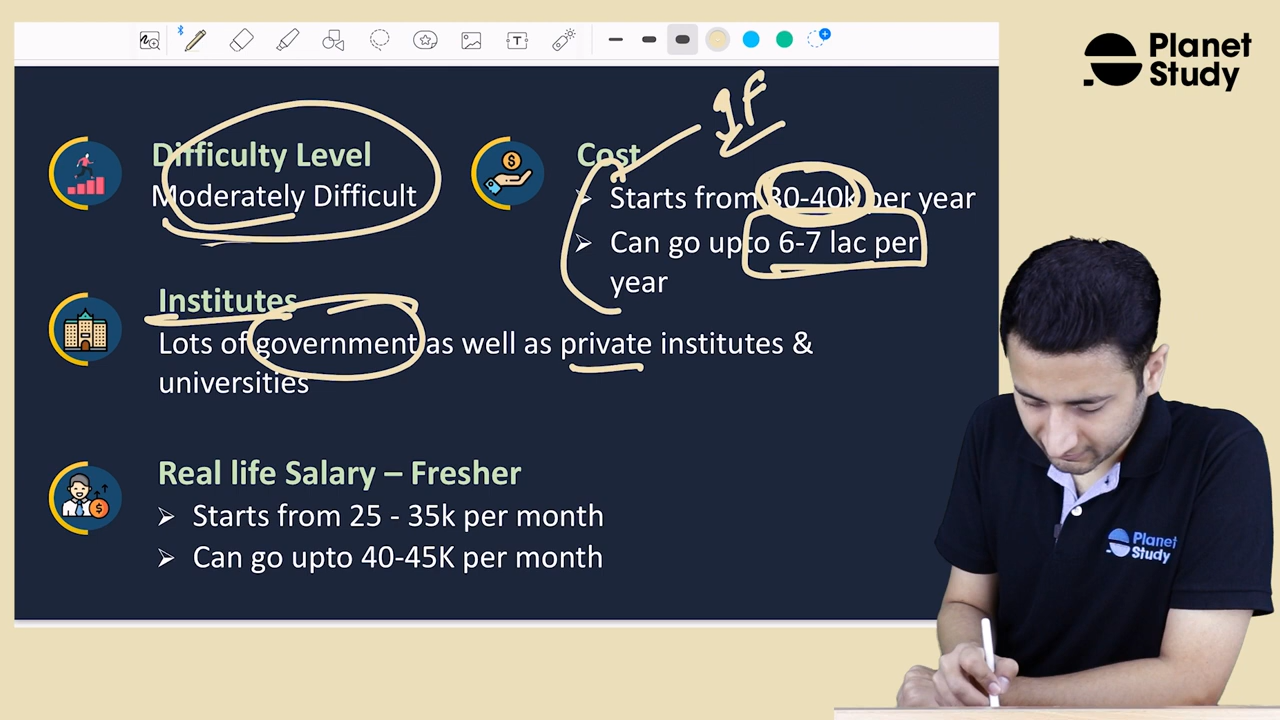 Planet
Study
Difficulty Level
Moderately Difficult
Cost
Starts from 30-40k per year
Can go upto 6-7 lac per
year
Institutes
Lots of government as well as private institutes &
universities
Real life Salary – Fresher
Starts from 25 - 35k per month
Can go upto 40-45K per month
Planet
Study